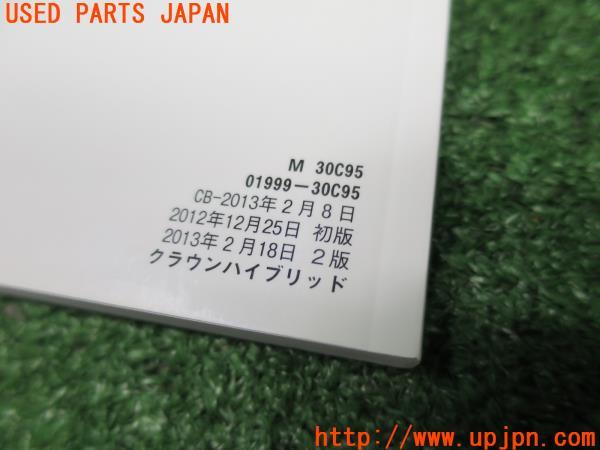 USED PARTS JAPAN
M 30C95
01999-30C95
CB-2013年2月8日
2012年12月25日 初版
2013年2月18日 2版
クラウンハイブリッド
http://www.upjpn.com